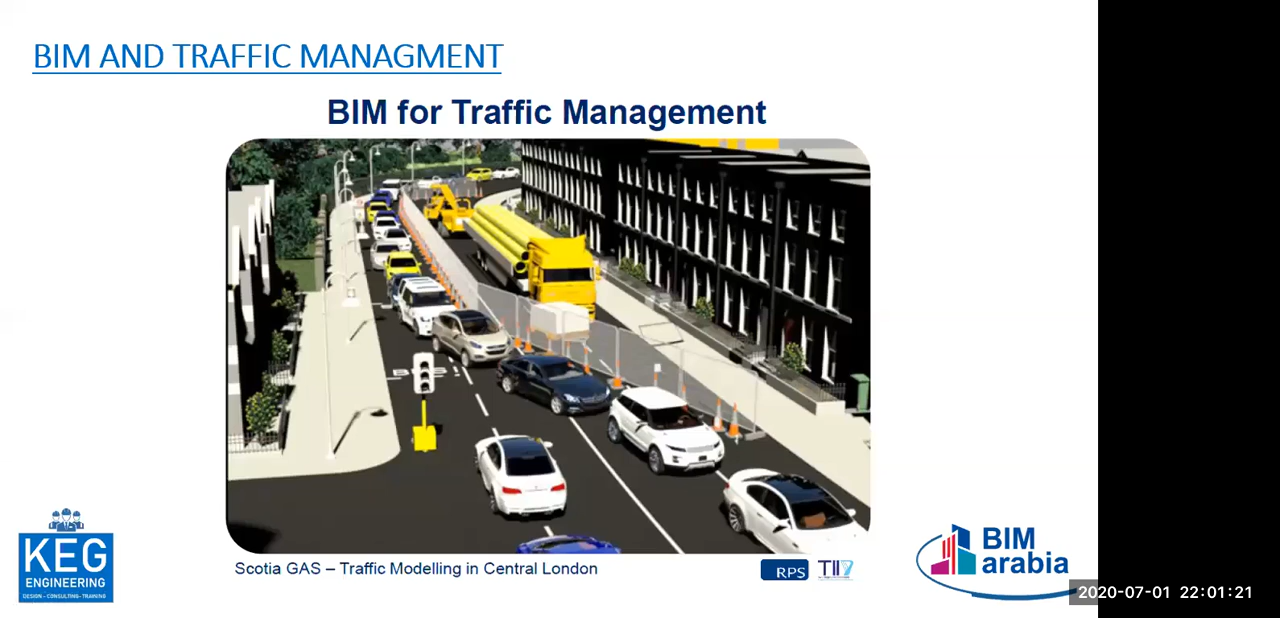 BIM AND TRAFFIC MANAGMENT
BIM for Traffic Management
Scotia GAS – Traffic Modelling in Central London
RPS
TII
KEG
ENGINEERING
DESIGN – CONSULTING – TRAINING
BIM
arabia
2020-07-01 22:01:21